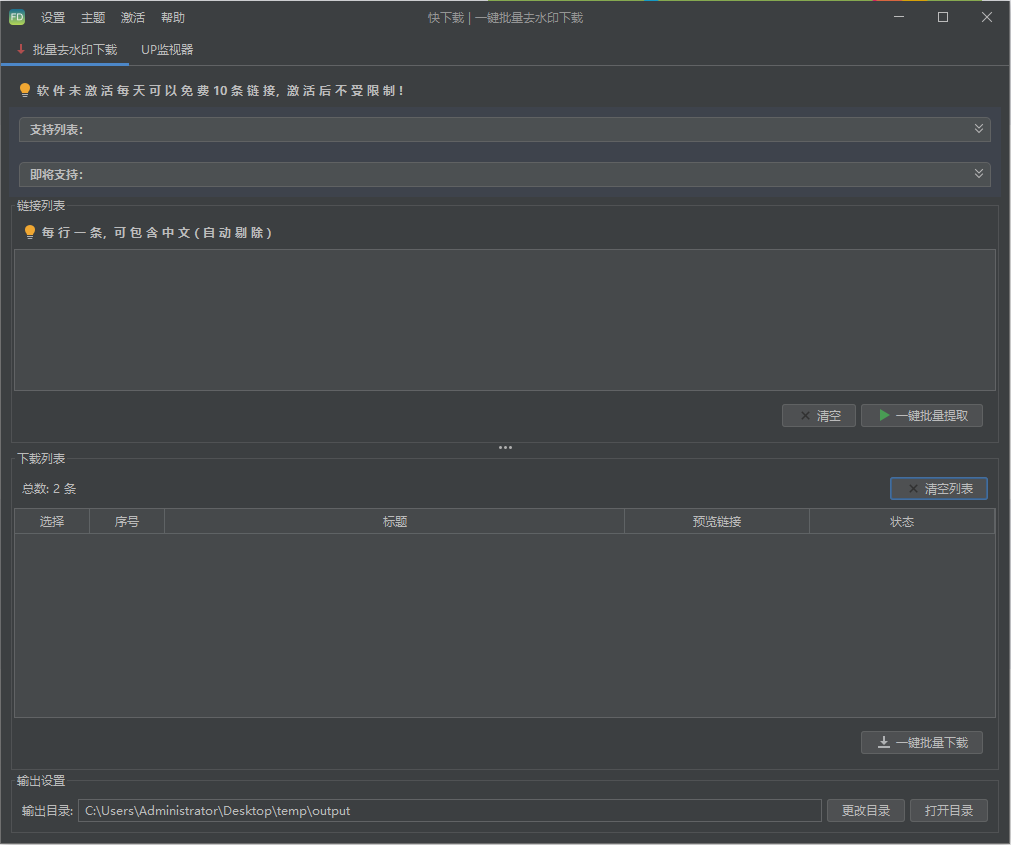 FD 设置 主题 激活 帮助 快下载 | 一键批量去水印下载
批量去水印下载 UP监视器
软件未激活每天可以免费10条链接, 激活后不受限制!
支持列表:
即将支持:
链接列表
每行一条, 可包含中文(自动剔除)
清空 一键批量提取
下载列表
总数: 2 条 清空列表
选择 序号 标题 预览链接 状态
一键批量下载
输出设置
输出目录: C:\Users\Administrator\Desktop\temp\output 更改目录 打开目录